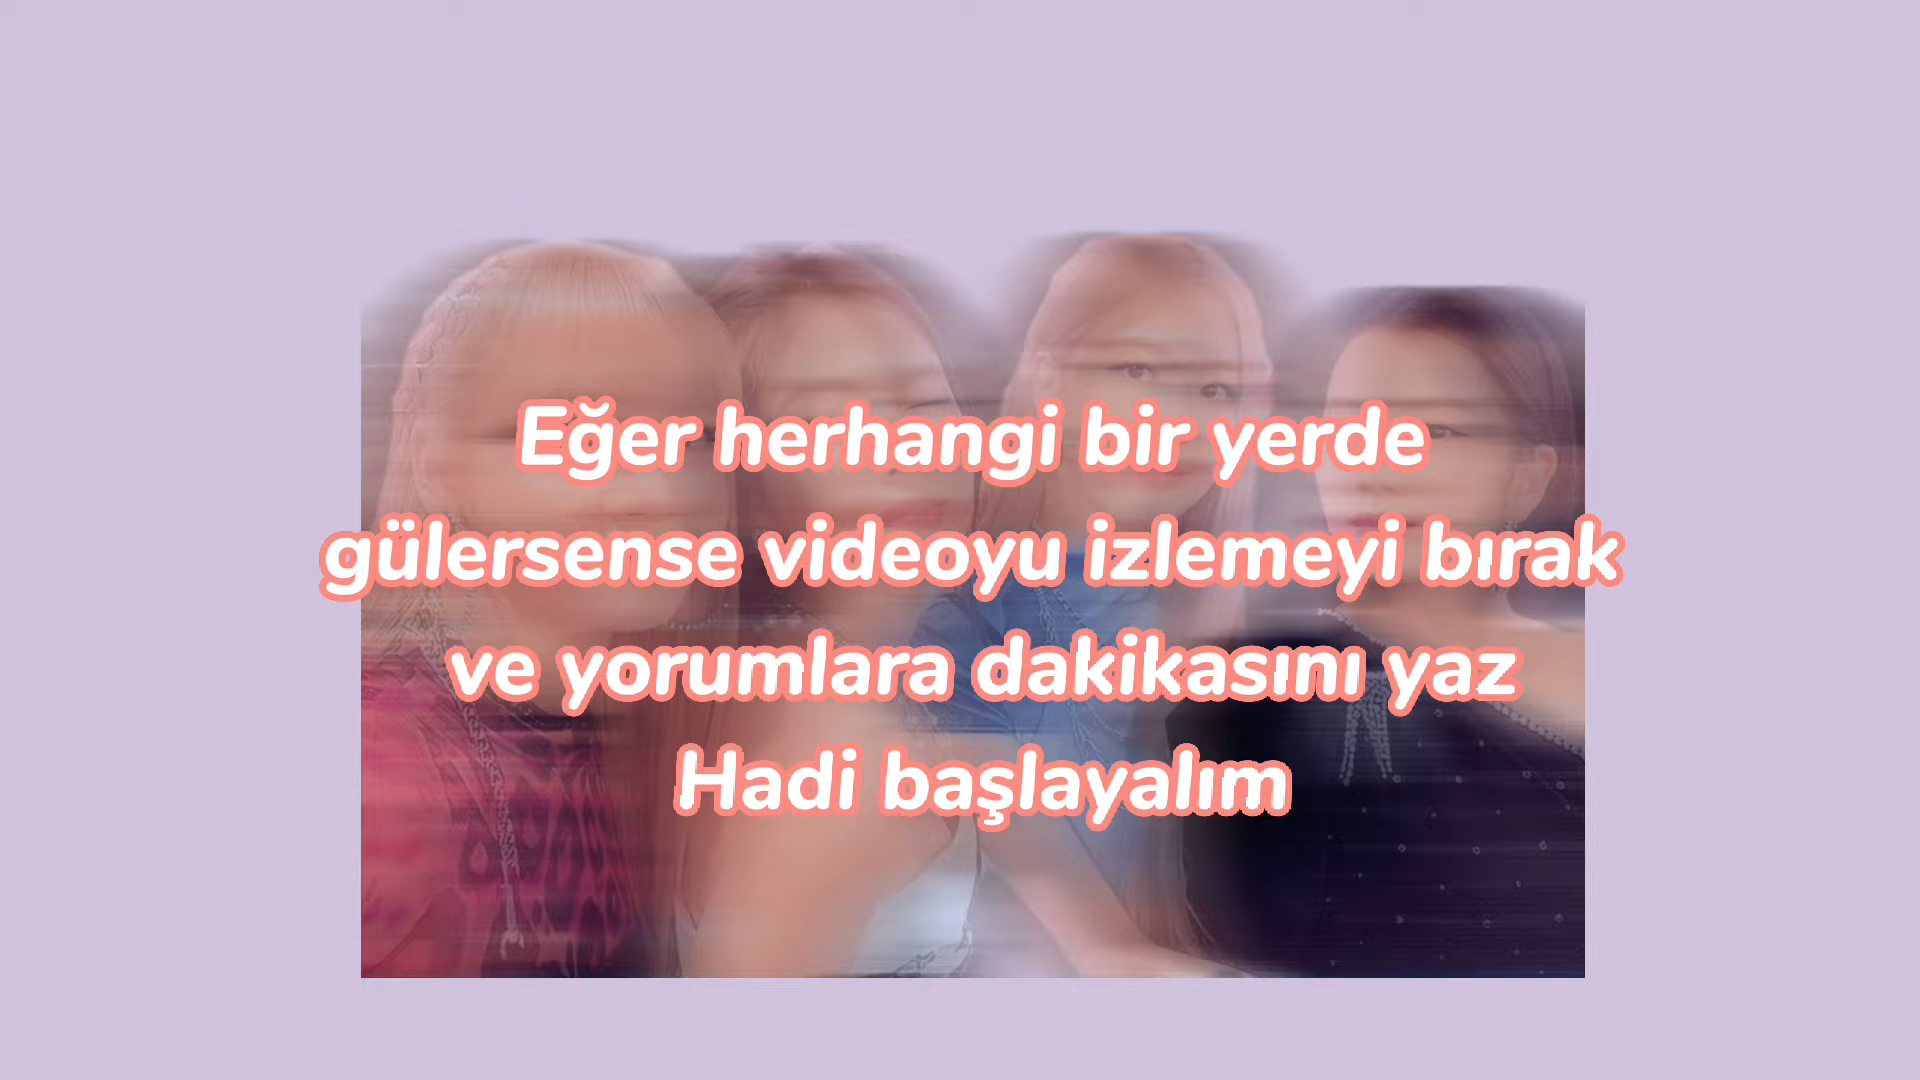 Eğer herhangi bir yerde
gülersense videoyu izlemeyi bırak
ve yorumlara dakikasını yaz
Hadi başlayalım